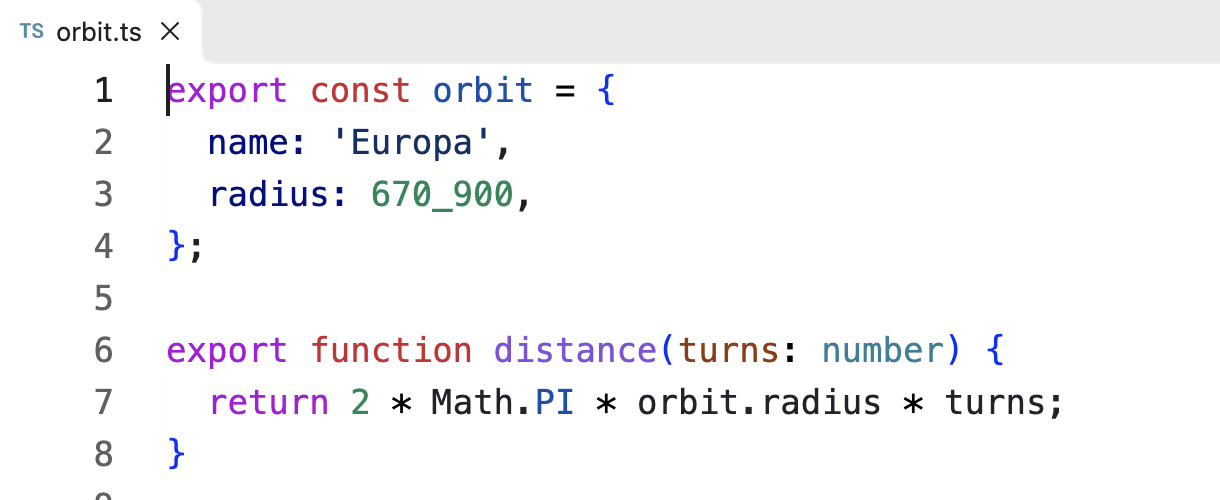 TS orbit.ts
1 export const orbit = {
2   name: 'Europa',
3   radius: 670_900,
4 };
5
6 export function distance(turns: number) {
7   return 2 * Math.PI * orbit.radius * turns;
8 }